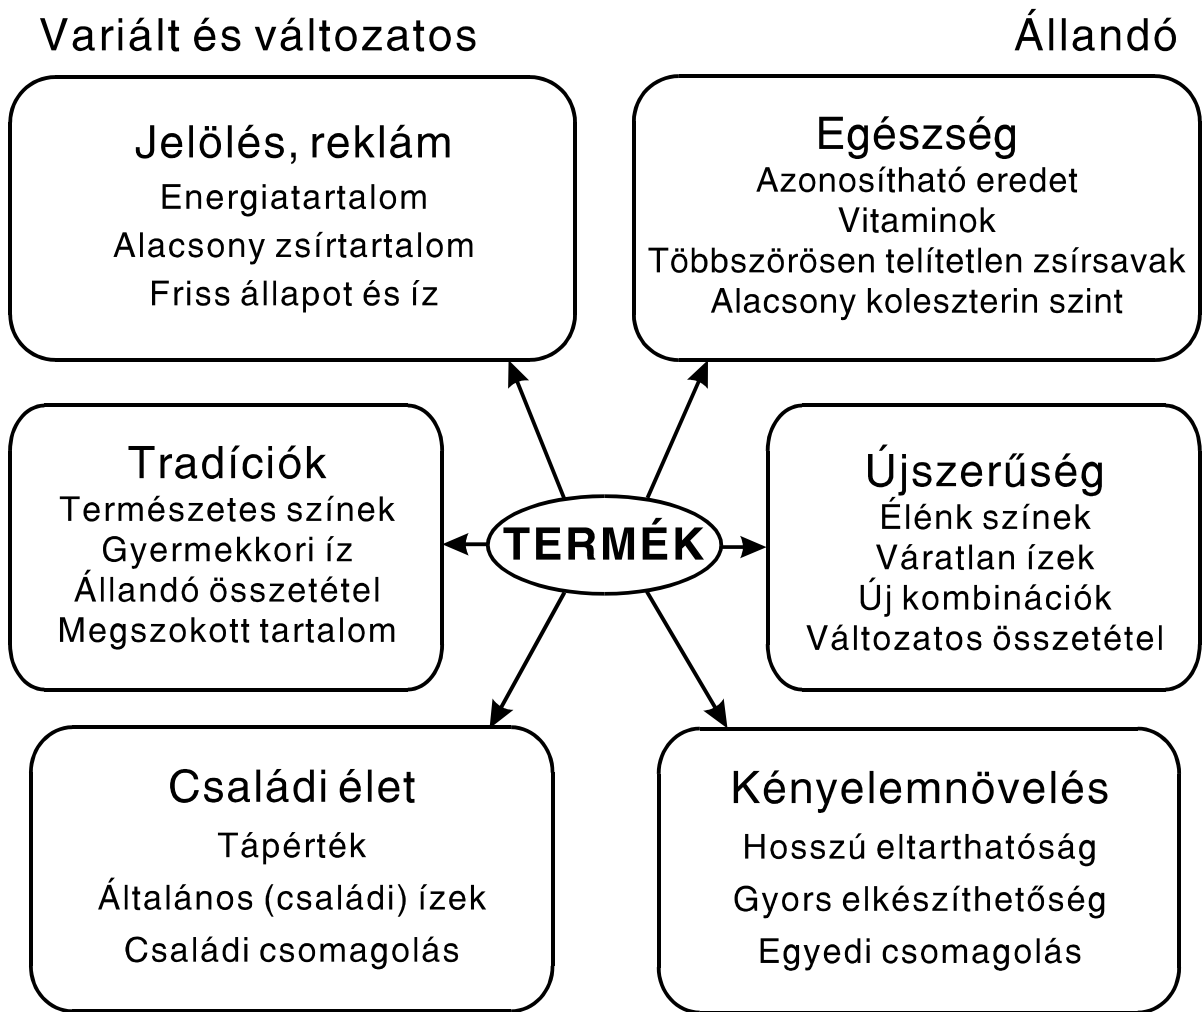 Variált és változatos
Állandó
Jelölés, reklám
Energiatartalom
Alacsony zsírtartalom
Friss állapot és íz
Egészség
Azonosítható eredet
Vitaminok
Többszörösen telítetlen zsírsavak
Alacsony koleszterin szint
Tradíciók
Természetes színek
Gyermekkori íz
Állandó összetétel
Megszokott tartalom
TERMÉK
Újszerűség
Élénk színek
Váratlan ízek
Új kombinációk
Változatos összetétel
Családi élet
Tápérték
Általános (családi) ízek
Családi csomagolás
Kényelemnövelés
Hosszú eltarthatóság
Gyors elkészíthetőség
Egyedi csomagolás